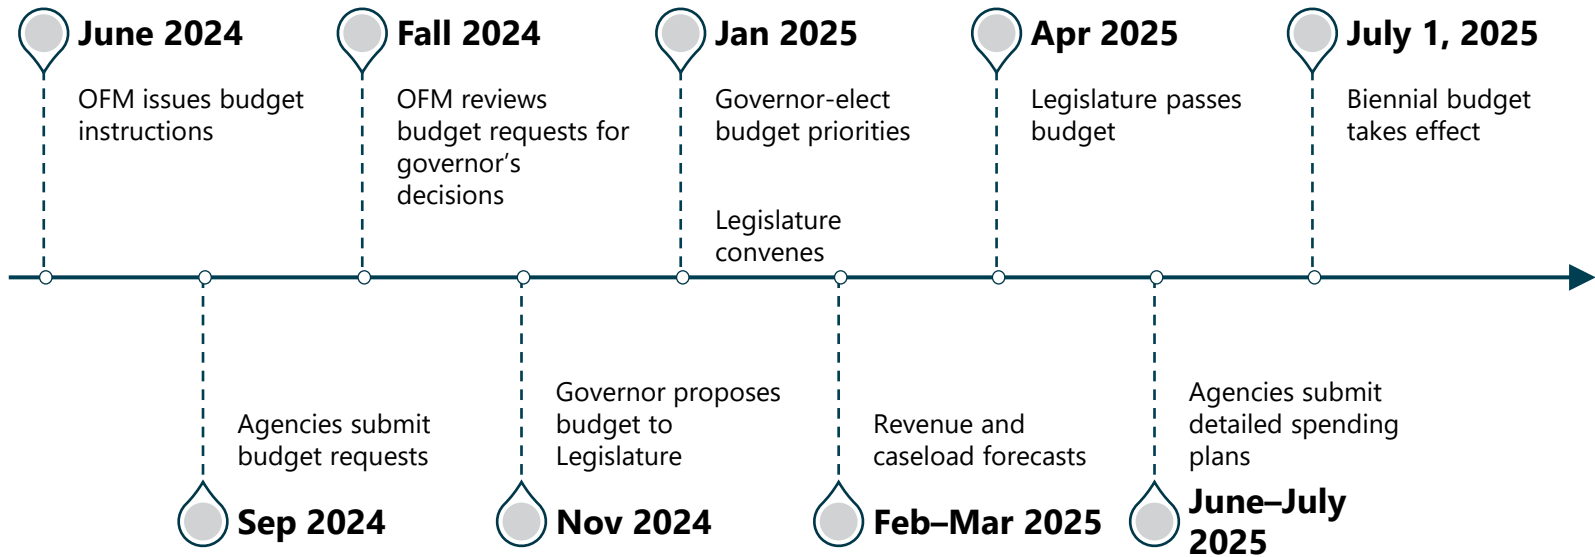 June 2024
OFM issues budget
instructions
Fall 2024
OFM reviews
budget requests for
governor’s
decisions
Jan 2025
Governor-elect
budget priorities
Legislature
convenes
Apr 2025
Legislature passes
budget
July 1, 2025
Biennial budget
takes effect
Agencies submit
budget requests
Sep 2024
Governor proposes
budget to
Legislature
Nov 2024
Revenue and
caseload forecasts
Feb–Mar 2025
Agencies submit
detailed spending
plans
June–July
2025